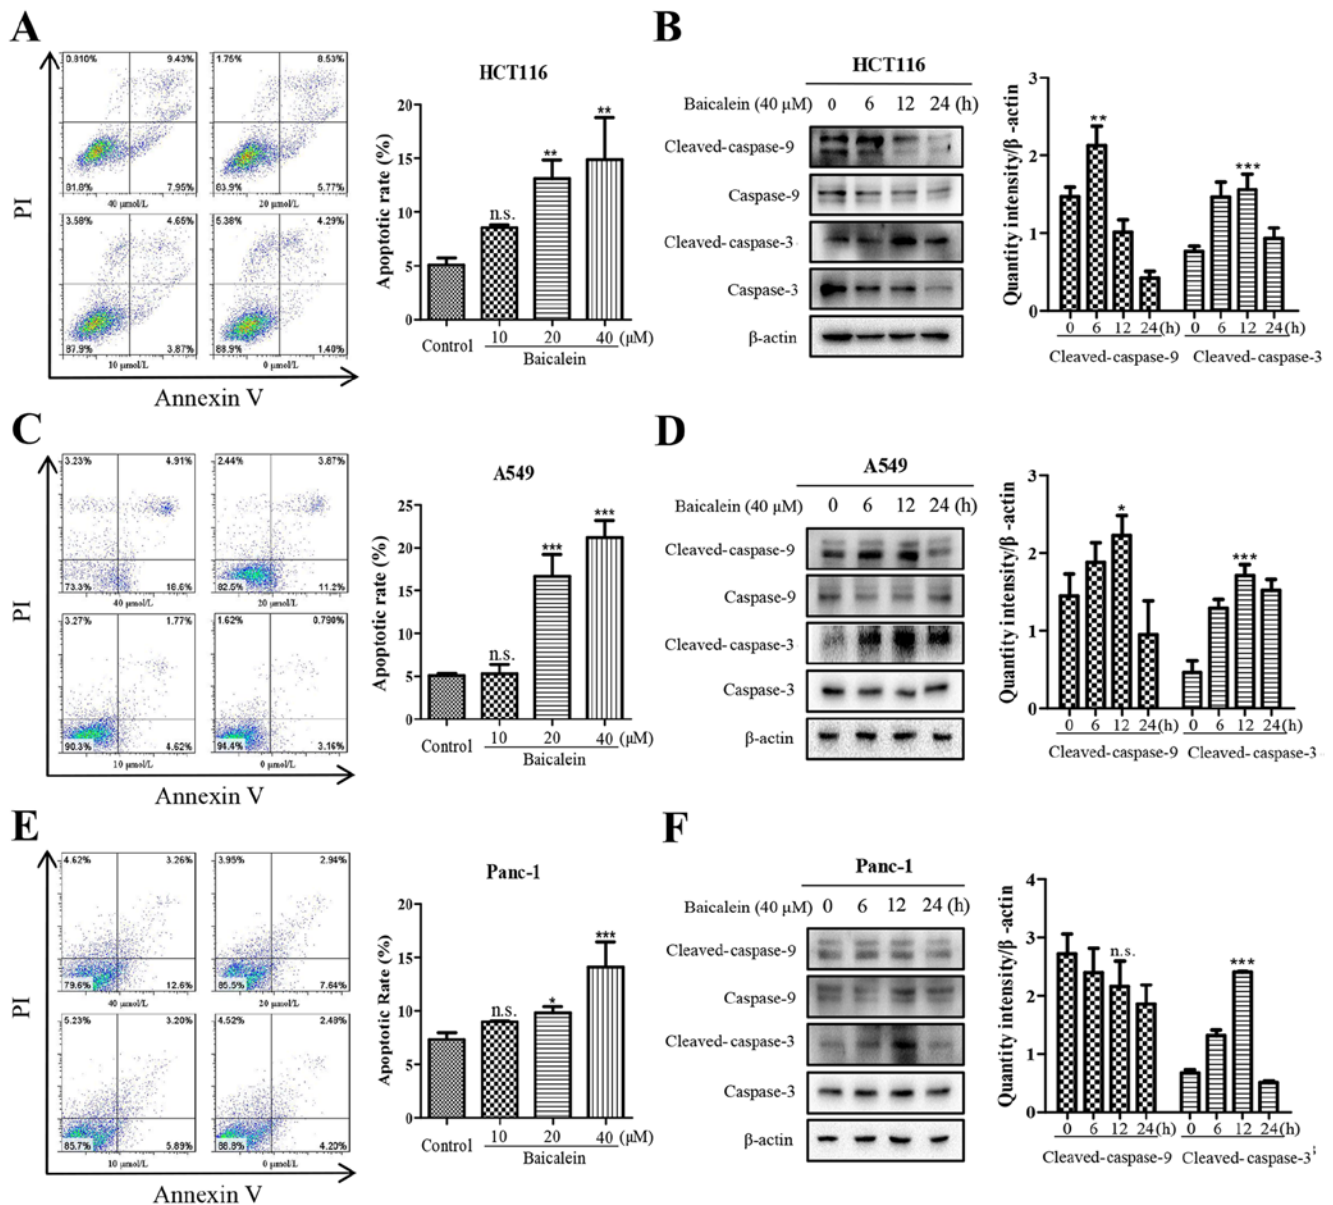 A
PI
0.810% 9.43%
81.8% 7.95%
40 μmol/L
1.75% 8.53%
83.9% 5.77%
20 μmol/L
3.58% 4.65%
87.9% 3.87%
10 μmol/L
5.38% 4.29%
88.9% 1.40%
0 μmol/L
Annexin V
HCT116
Apoptotic rate (%)
20
15
10
5
0
n.s.
**
**
Control 10 20 40 (μM)
Baicalein
B
HCT116
Baicalein (40 μM) 0 6 12 24 (h)
Cleaved-caspase-9
Caspase-9
Cleaved-caspase-3
Caspase-3
β-actin
Quantity intensity/β -actin
3
2
1
0
**
***
0 6 12 24(h) 0 6 12 24(h)
Cleaved-caspase-9 Cleaved-caspase-3
C
PI
3.23% 4.91%
73.3% 18.6%
40 μmol/L
2.44% 3.87%
82.5% 11.2%
20 μmol/L
3.27% 1.77%
90.3% 4.62%
10 μmol/L
1.62% 0.790%
94.4% 3.16%
0 μmol/L
Annexin V
A549
Apoptotic rate (%)
25
20
15
10
5
0
n.s.
***
***
Control 10 20 40 (μM)
Baicalein
D
A549
Baicalein (40 μM) 0 6 12 24 (h)
Cleaved-caspase-9
Caspase-9
Cleaved-caspase-3
Caspase-3
β-actin
Quantity intensity/β -actin
3
2
1
0
*
***
0 6 12 24(h) 0 6 12 24(h)
Cleaved-caspase-9 Cleaved-caspase-3
E
PI
4.62% 3.26%
79.6% 12.6%
40 μmol/L
3.95% 2.94%
85.5% 7.64%
20 μmol/L
5.23% 3.20%
85.7% 5.89%
10 μmol/L
4.52% 2.49%
88.8% 4.20%
0 μmol/L
Annexin V
Panc-1
Apoptotic Rate (%)
20
15
10
5
0
n.s.
*
***
Control 10 20 40 (μM)
Baicalein
F
Panc-1
Baicalein (40 μM) 0 6 12 24 (h)
Cleaved-caspase-9
Caspase-9
Cleaved-caspase-3
Caspase-3
β-actin
Quantity intensity/β -actin
4
3
2
1
0
n.s.
***
0 6 12 24(h) 0 6 12 24(h)
Cleaved-caspase-9 Cleaved-caspase-3